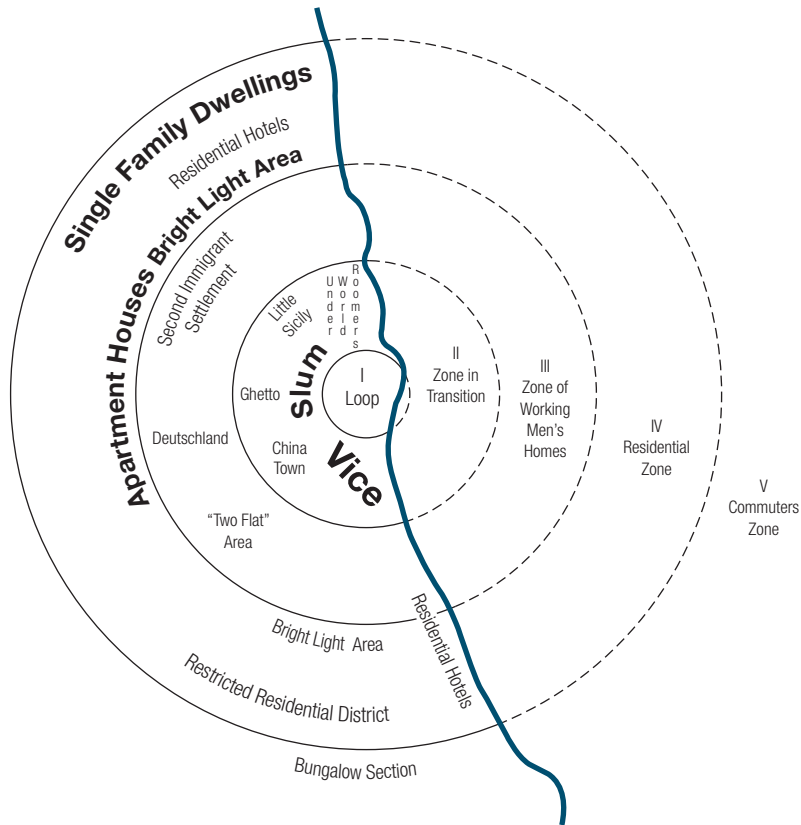 Single Family Dwellings
Residential Hotels
Apartment Houses Bright Light Area
Second Immigrant
Settlement
Little
Sicily
Under
World
Roomers
Slum
Ghetto
I
Loop
II
Zone in
Transition
III
Zone of
Working
Men's
Homes
IV
Residential
Zone
V
Commuters
Zone
Deutschland
China
Town
Vice
“Two Flat”
Area
Bright Light Area
Residential Hotels
Restricted Residential District
Bungalow Section